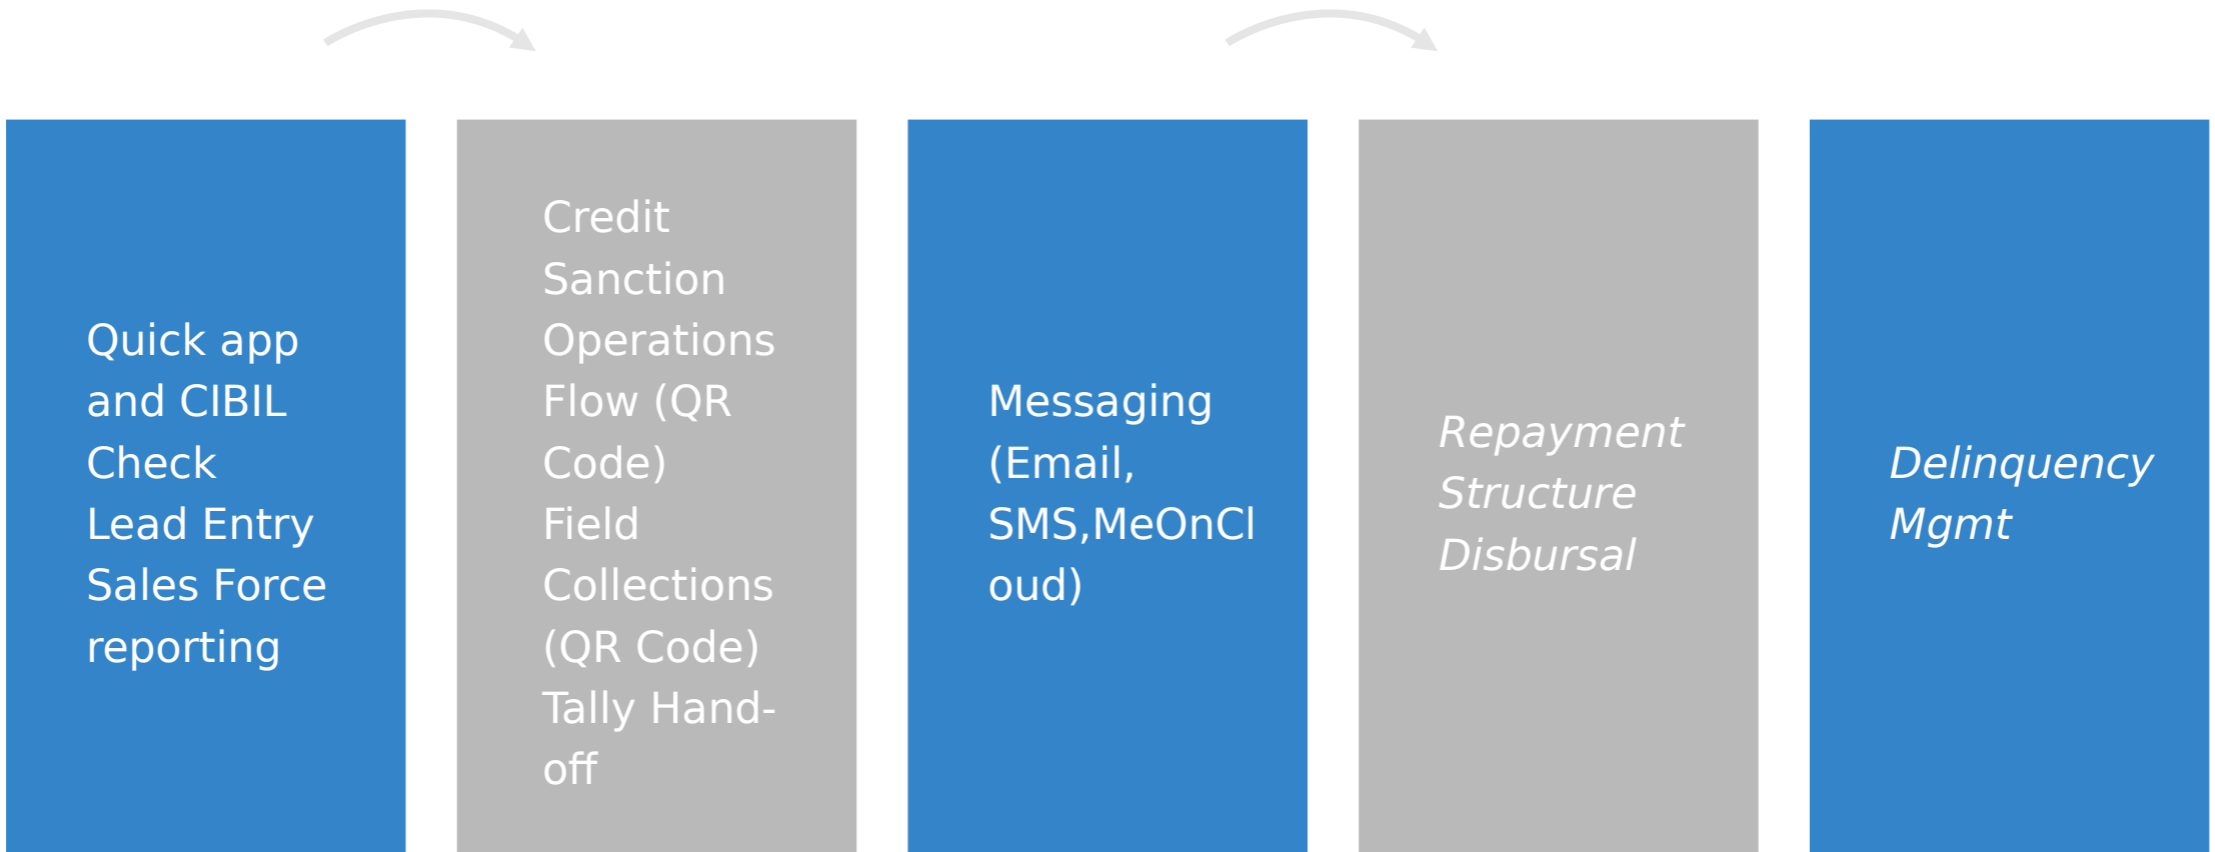 Quick app
and CIBIL
Check
Lead Entry
Sales Force
reporting
Credit
Sanction
Operations
Flow (QR
Code)
Field
Collections
(QR Code)
Tally Hand-
off
Messaging
(Email,
SMS,MeOnCl
oud)
Repayment
Structure
Disbursal
Delinquency
Mgmt